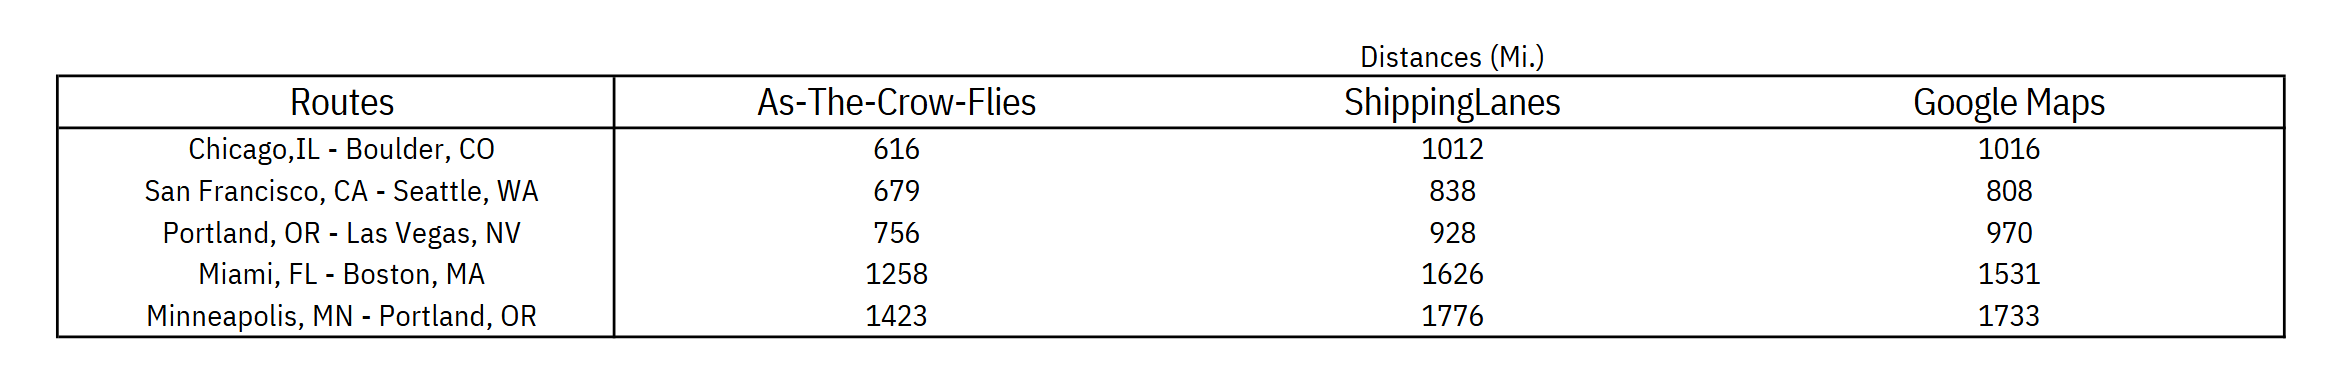 Distances (Mi.)
Routes As-The-Crow-Flies ShippingLanes Google Maps
Chicago,IL - Boulder, CO 616 1012 1016
San Francisco, CA - Seattle, WA 679 838 808
Portland, OR - Las Vegas, NV 756 928 970
Miami, FL - Boston, MA 1258 1626 1531
Minneapolis, MN - Portland, OR 1423 1776 1733